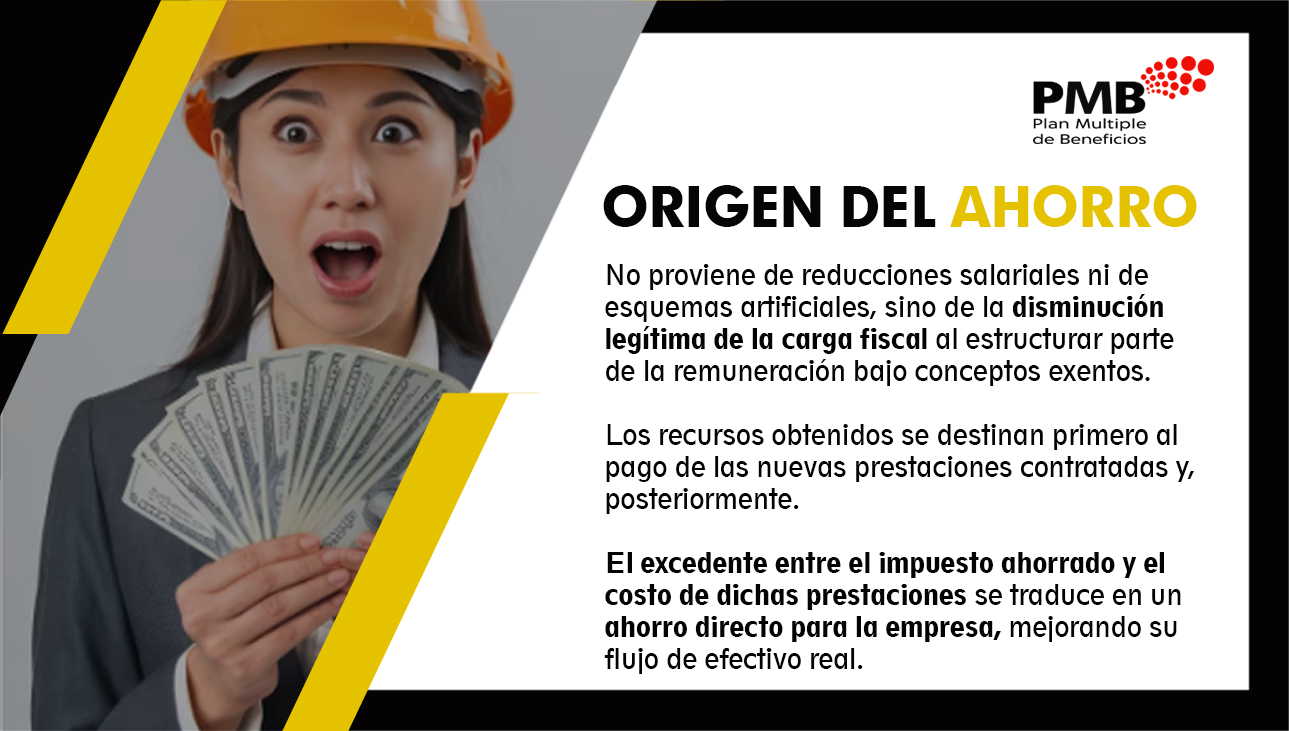 PMB
Plan Multiple
de Beneficios
ORIGEN DEL AHORRO
No proviene de reducciones salariales ni de
esquemas artificiales, sino de la disminución
legítima de la carga fiscal al estructurar parte
de la remuneración bajo conceptos exentos.
Los recursos obtenidos se destinan primero al
pago de las nuevas prestaciones contratadas y,
posteriormente.
El excedente entre el impuesto ahorrado y el
costo de dichas prestaciones se traduce en un
ahorro directo para la empresa, mejorando su
flujo de efectivo real.